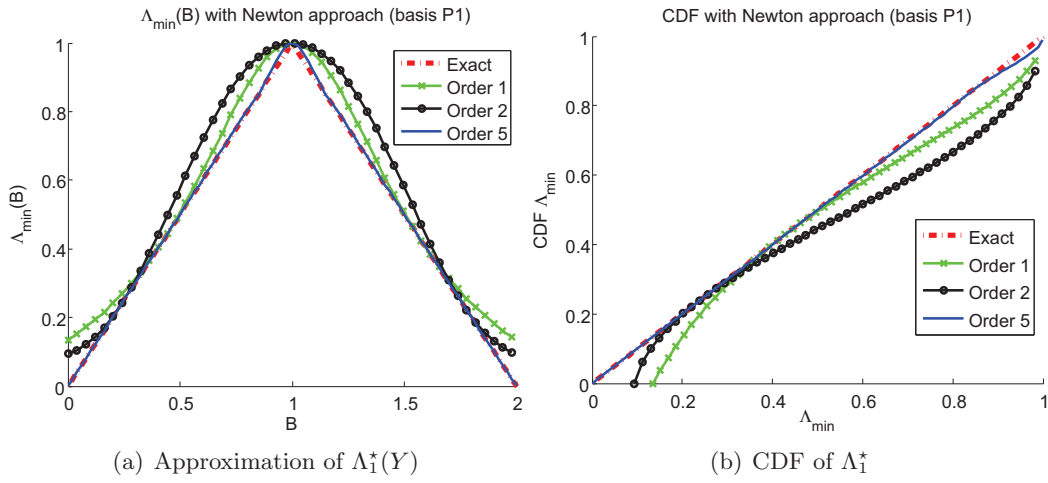 Λmin(B) with Newton approach (basis P1)
1
0.8
0.6
0.4
0.2
0
Λmin(B)
0
0.5
1
1.5
2
B
Exact
Order 1
Order 2
Order 5
(a) Approximation of Λ₁⋆(Y)
CDF with Newton approach (basis P1)
1
0.8
0.6
0.4
0.2
0
CDF Λmin
0
0.2
0.4
0.6
0.8
1
Λmin
Exact
Order 1
Order 2
Order 5
(b) CDF of Λ₁⋆